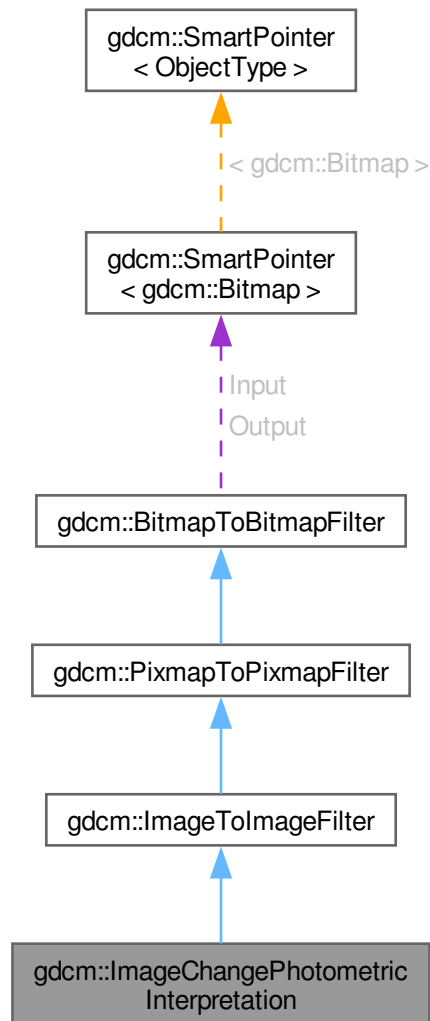 gdcm::SmartPointer
< ObjectType >
< gdcm::Bitmap >
gdcm::SmartPointer
< gdcm::Bitmap >
Input
Output
gdcm::BitmapToBitmapFilter
gdcm::PixmapToPixmapFilter
gdcm::ImageToImageFilter
gdcm::ImageChangePhotometric
Interpretation